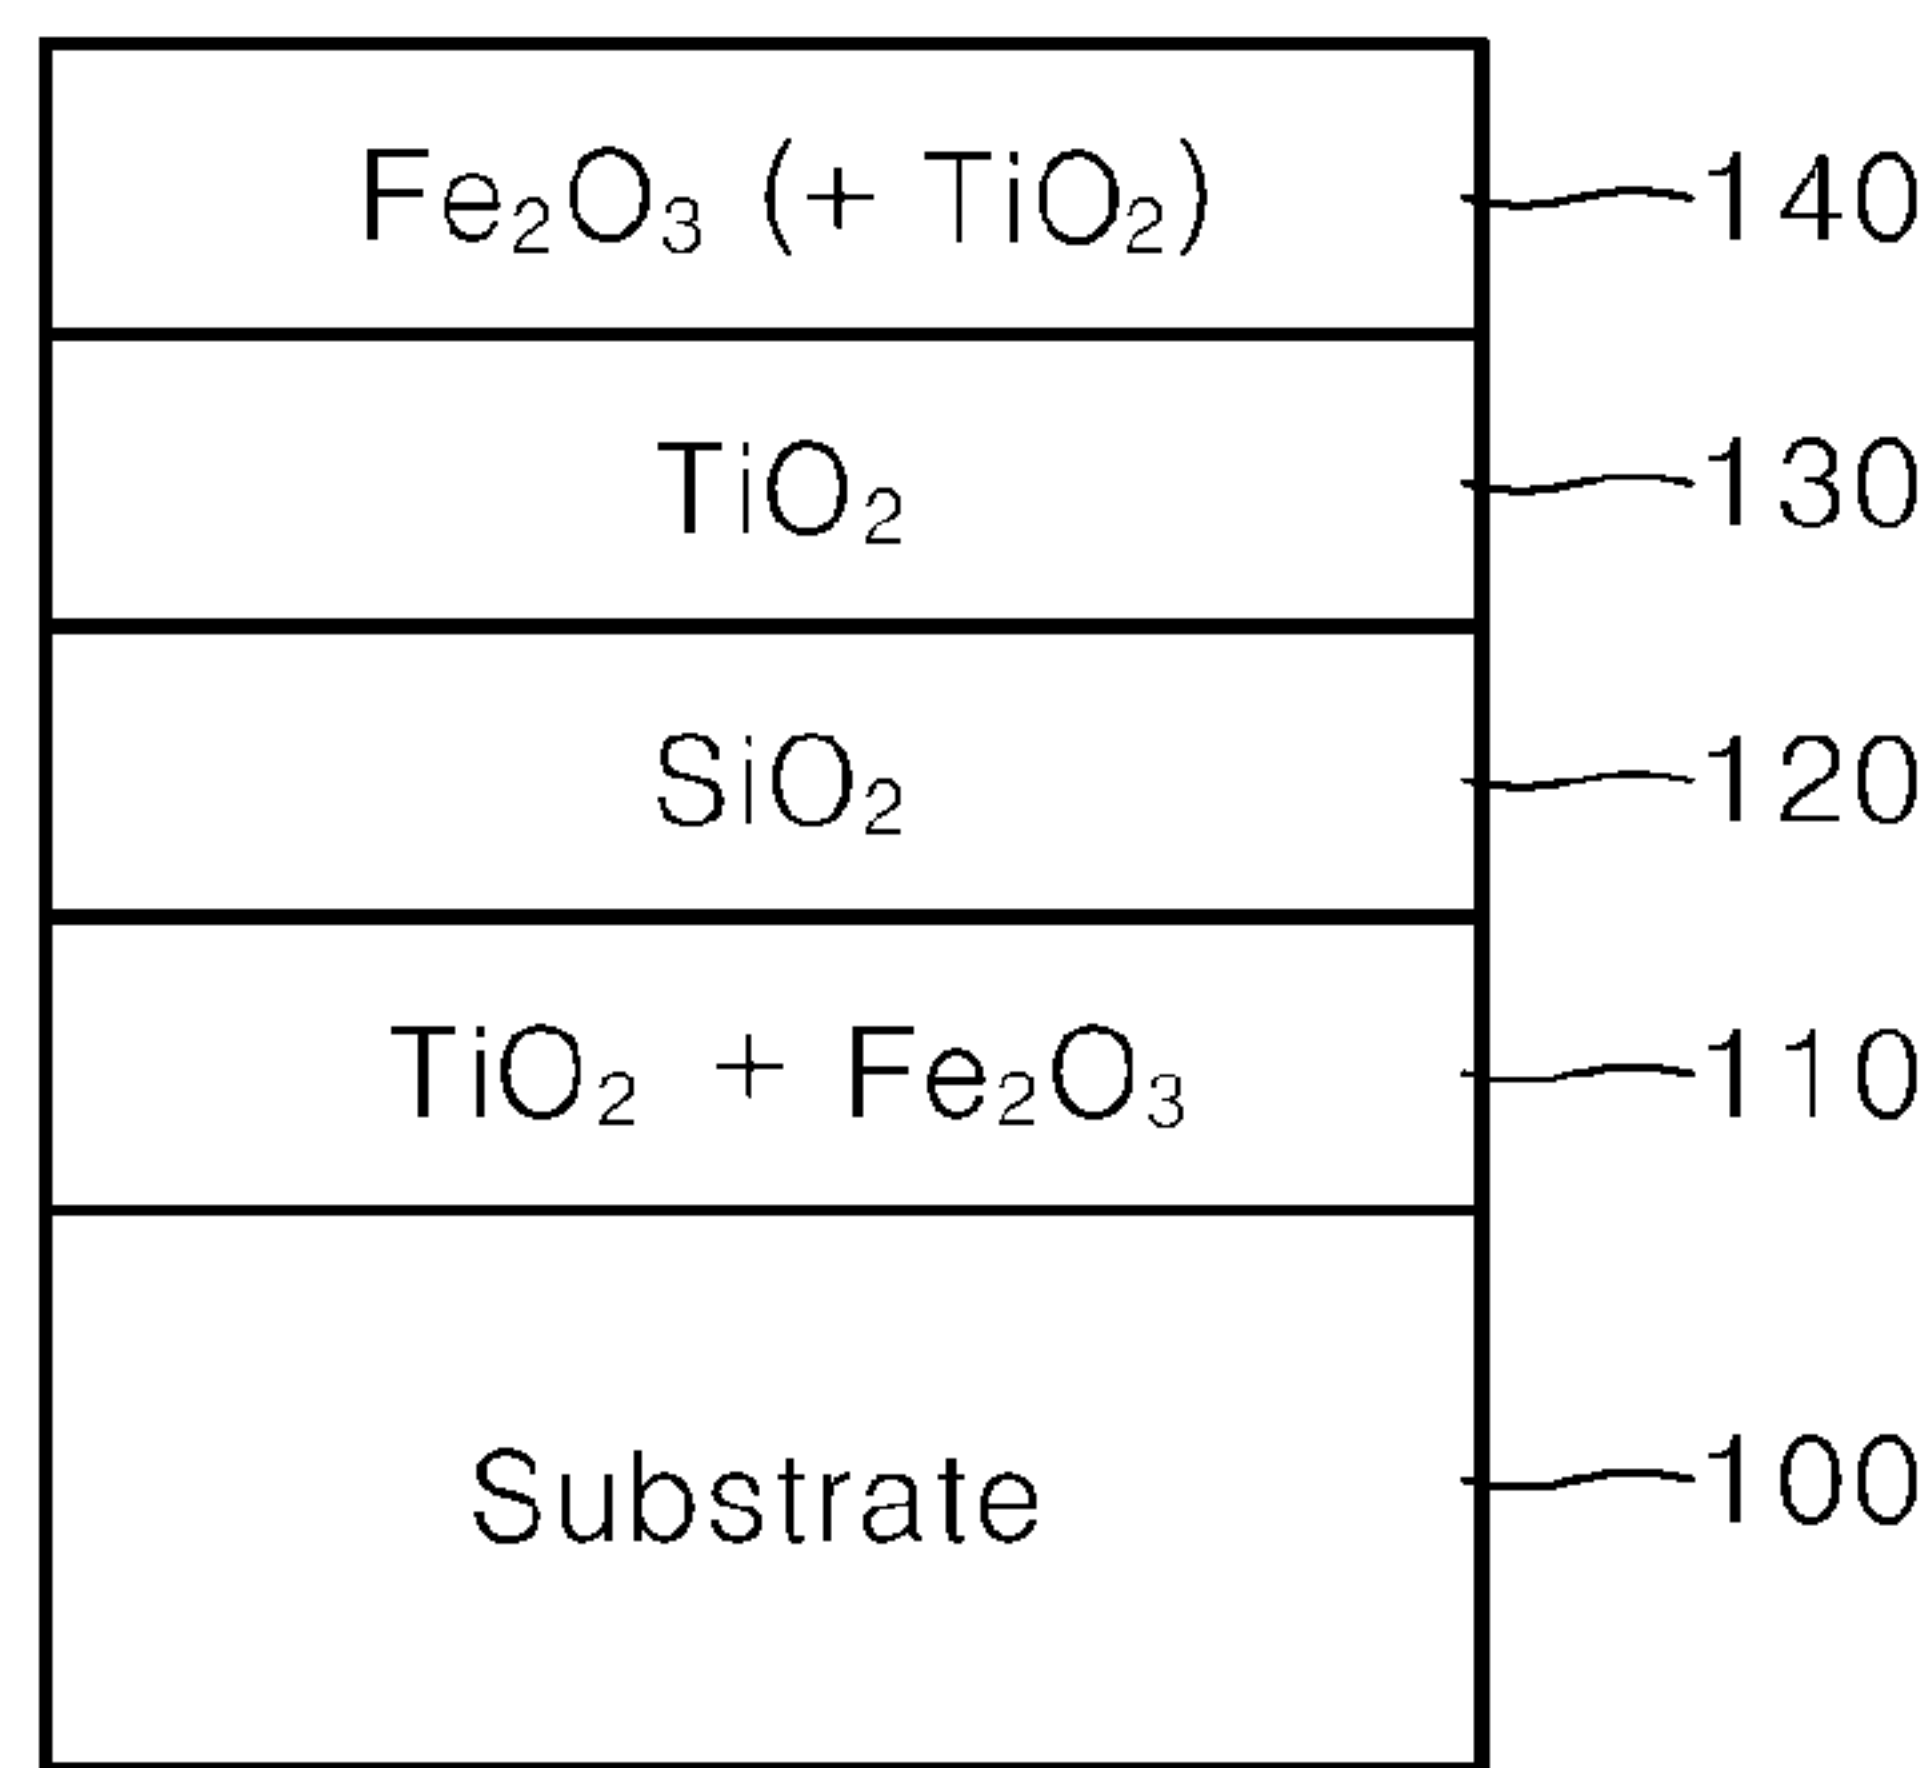 Fe₂O₃ (+ TiO₂) 140
TiO₂ 130
SiO₂ 120
TiO₂ + Fe₂O₃ 110
Substrate 100